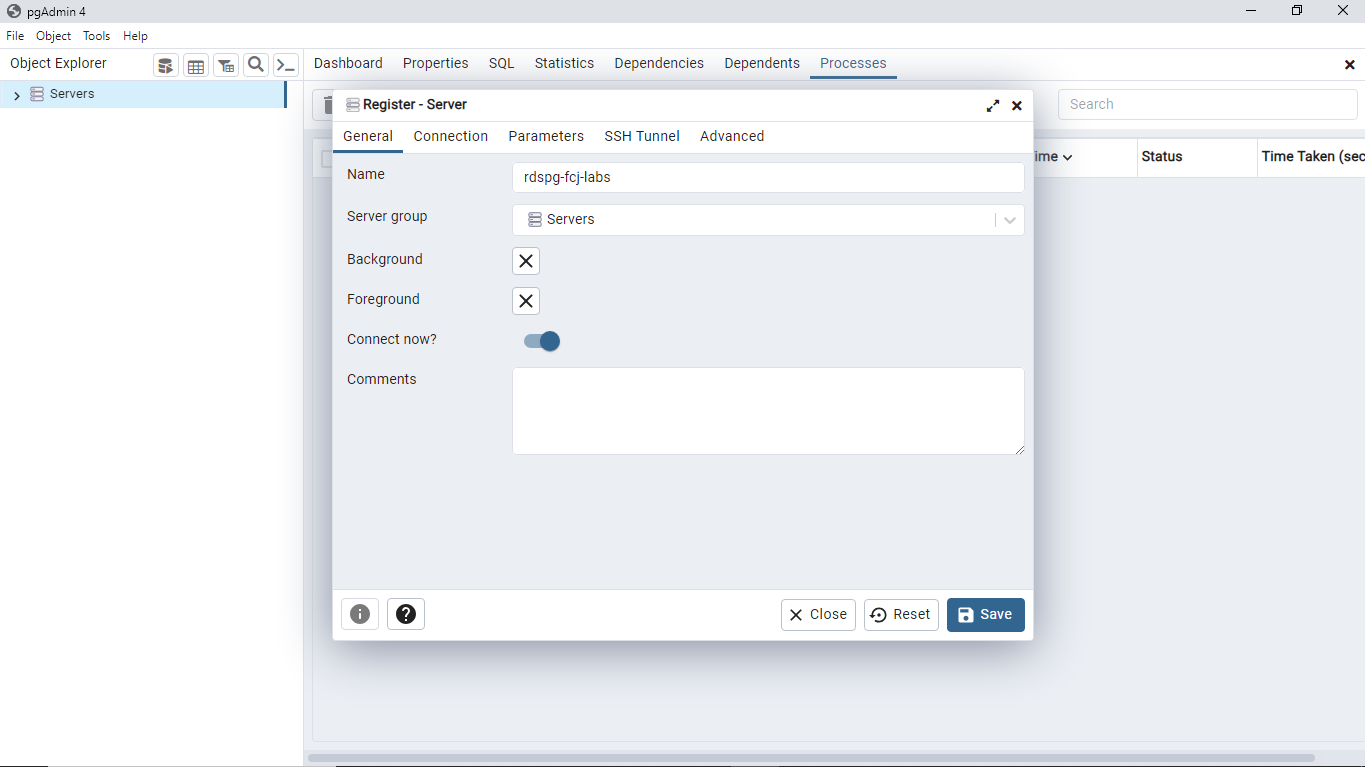 pgAdmin 4
File Object Tools Help
Object Explorer
Dashboard Properties SQL Statistics Dependencies Dependents Processes
Servers
Register - Server
Search
General Connection Parameters SSH Tunnel Advanced
Status
Time Taken (sec
Name
rdspg-fcj-labs
Server group
Servers
Background
Foreground
Connect now?
Comments
Close Reset Save